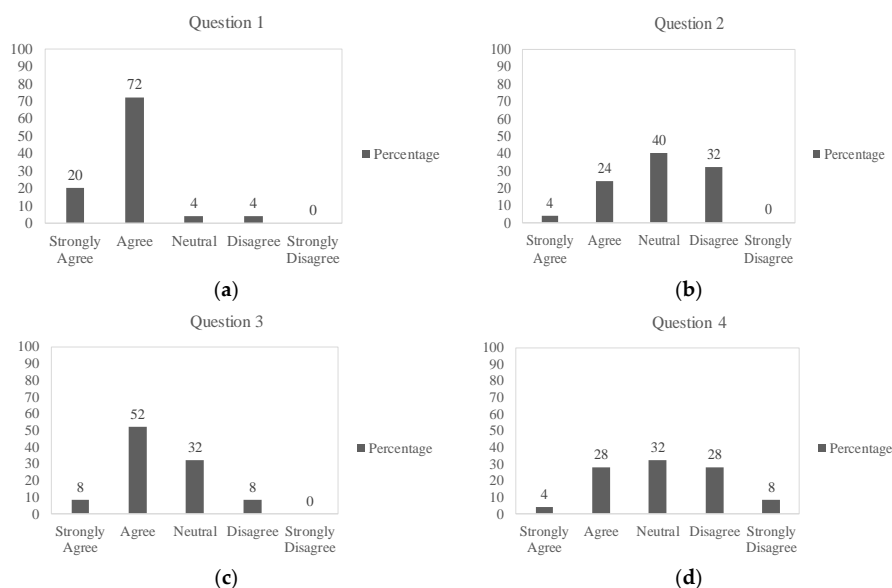 Question 1
100
90
80
70
60
50
40
30
20
10
0
20
72
4
4
0
Strongly Agree
Agree
Neutral
Disagree
Strongly Disagree
Percentage
(a)
Question 2
100
90
80
70
60
50
40
30
20
10
0
4
24
40
32
0
Strongly Agree
Agree
Neutral
Disagree
Strongly Disagree
Percentage
(b)
Question 3
100
90
80
70
60
50
40
30
20
10
0
8
52
32
8
0
Strongly Agree
Agree
Neutral
Disagree
Strongly Disagree
Percentage
(c)
Question 4
100
90
80
70
60
50
40
30
20
10
0
4
28
32
28
8
Strongly Agree
Agree
Neutral
Disagree
Strongly Disagree
Percentage
(d)